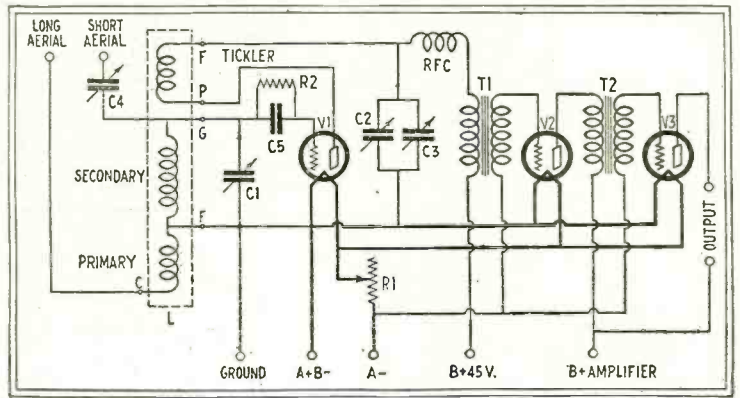 LONG AERIAL
SHORT AERIAL
C4
F
TICKLER
P
G
R2
C5
V1
RFC
C2
C3
T1
V2
T2
V3
SECONDARY
C1
F
PRIMARY
C
L
R1
OUTPUT
GROUND
A+B-
A-
B+45V.
B+AMPLIFIER